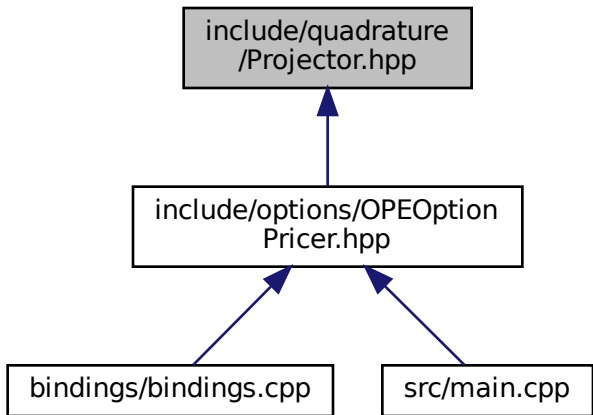 include/quadrature
/Projector.hpp
include/options/OPEOption
Pricer.hpp
bindings/bindings.cpp
src/main.cpp